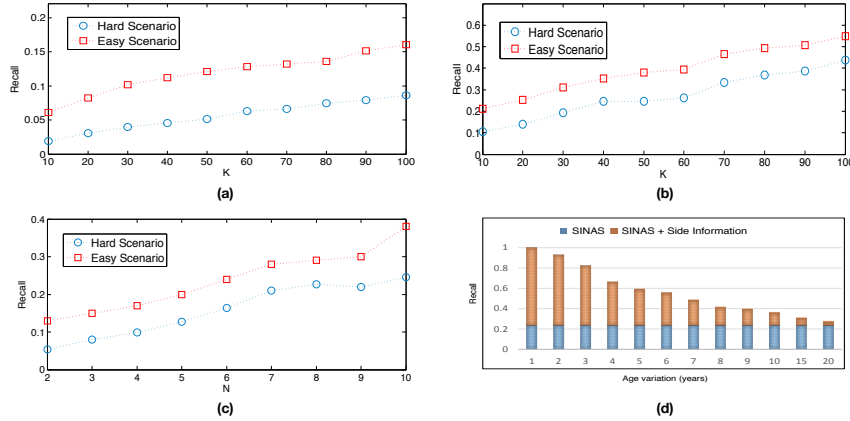 0.2
0.15
0.1
0.05
0
Recall
Hard Scenario
Easy Scenario
10 20 30 40 50 60 70 80 90 100
K
(a)
0.6
0.5
0.4
0.3
0.2
0.1
0
Recall
Hard Scenario
Easy Scenario
10 20 30 40 50 60 70 80 90 100
K
(b)
0.4
0.3
0.2
0.1
0
Recall
Hard Scenario
Easy Scenario
2 3 4 5 6 7 8 9 10
N
(c)
SINAS SINAS + Side Information
1
0.8
0.6
0.4
0.2
0
Recall
1 2 3 4 5 6 7 8 9 10 15 20
Age variation (years)
(d)